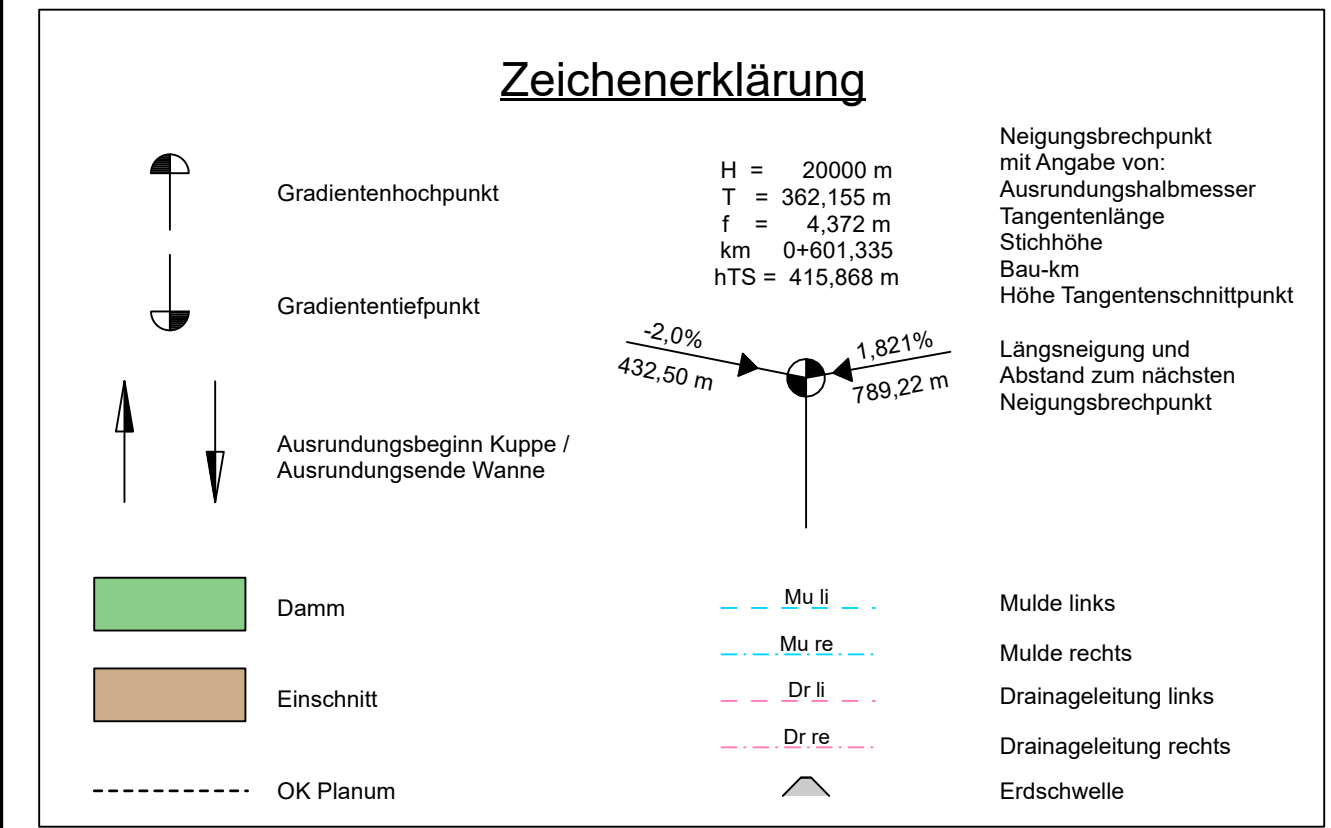 Zeichenerklärung
Gradientenhochpunkt
Gradiententiefpunkt
Ausrundungsbeginn Kuppe /
Ausrundungsende Wanne
Damm
Einschnitt
OK Planum
H = 20000 m
T = 362,155 m
f = 4,372 m
km 0+601,335
hTS = 415,868 m
Neigungsbrechpunkt
mit Angabe von:
Ausrundungshalbmesser
Tangentenlänge
Stichhöhe
Bau-km
Höhe Tangentenschnittpunkt
-2,0%
432,50 m
1,821%
789,22 m
Längsneigung und
Abstand zum nächsten
Neigungsbrechpunkt
Mu li
Mulde links
Mu re
Mulde rechts
Dr li
Drainageleitung links
Dr re
Drainageleitung rechts
Erdschwelle